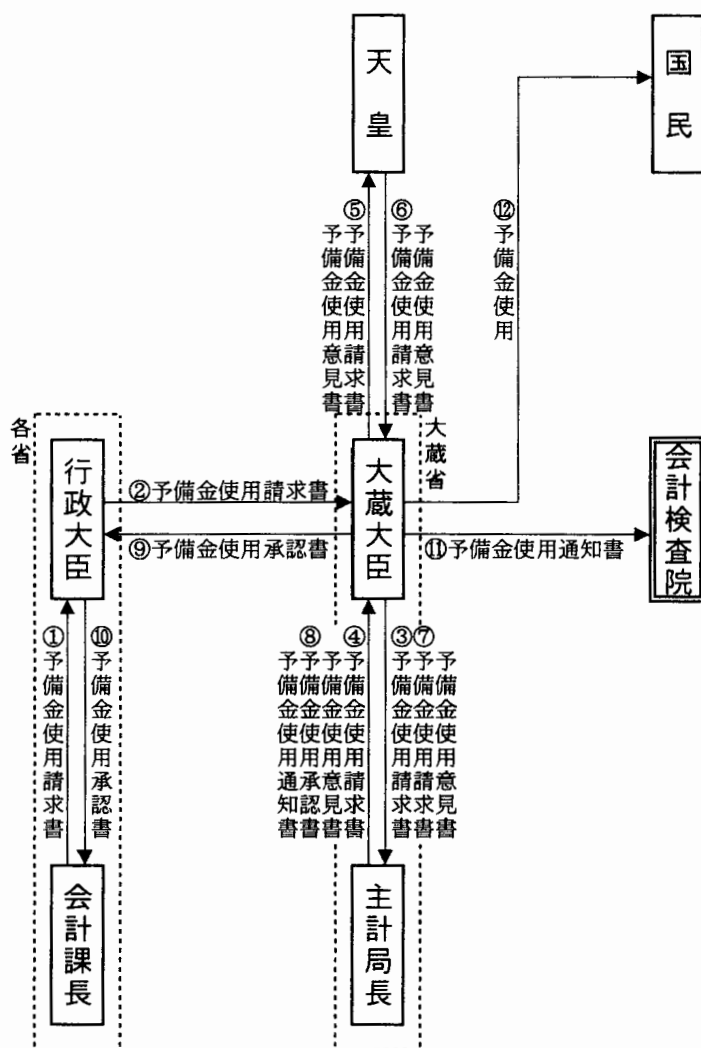 天皇
国民
⑤予備金使用請求書
予備金使用意見書
⑥予備金使用請求書
予備金使用意見書
⑫予備金使用
各省
大蔵省
行政大臣
②予備金使用請求書
⑨予備金使用承認書
大蔵大臣
⑪予備金使用通知書
会計検査院
①予備金使用請求書
⑩予備金使用承認書
④予備金使用請求書
予備金使用意見書
⑧予備金使用承認書
予備金使用通知書
③予備金使用請求書
⑦予備金使用請求書
予備金使用意見書
会計課長
主計局長